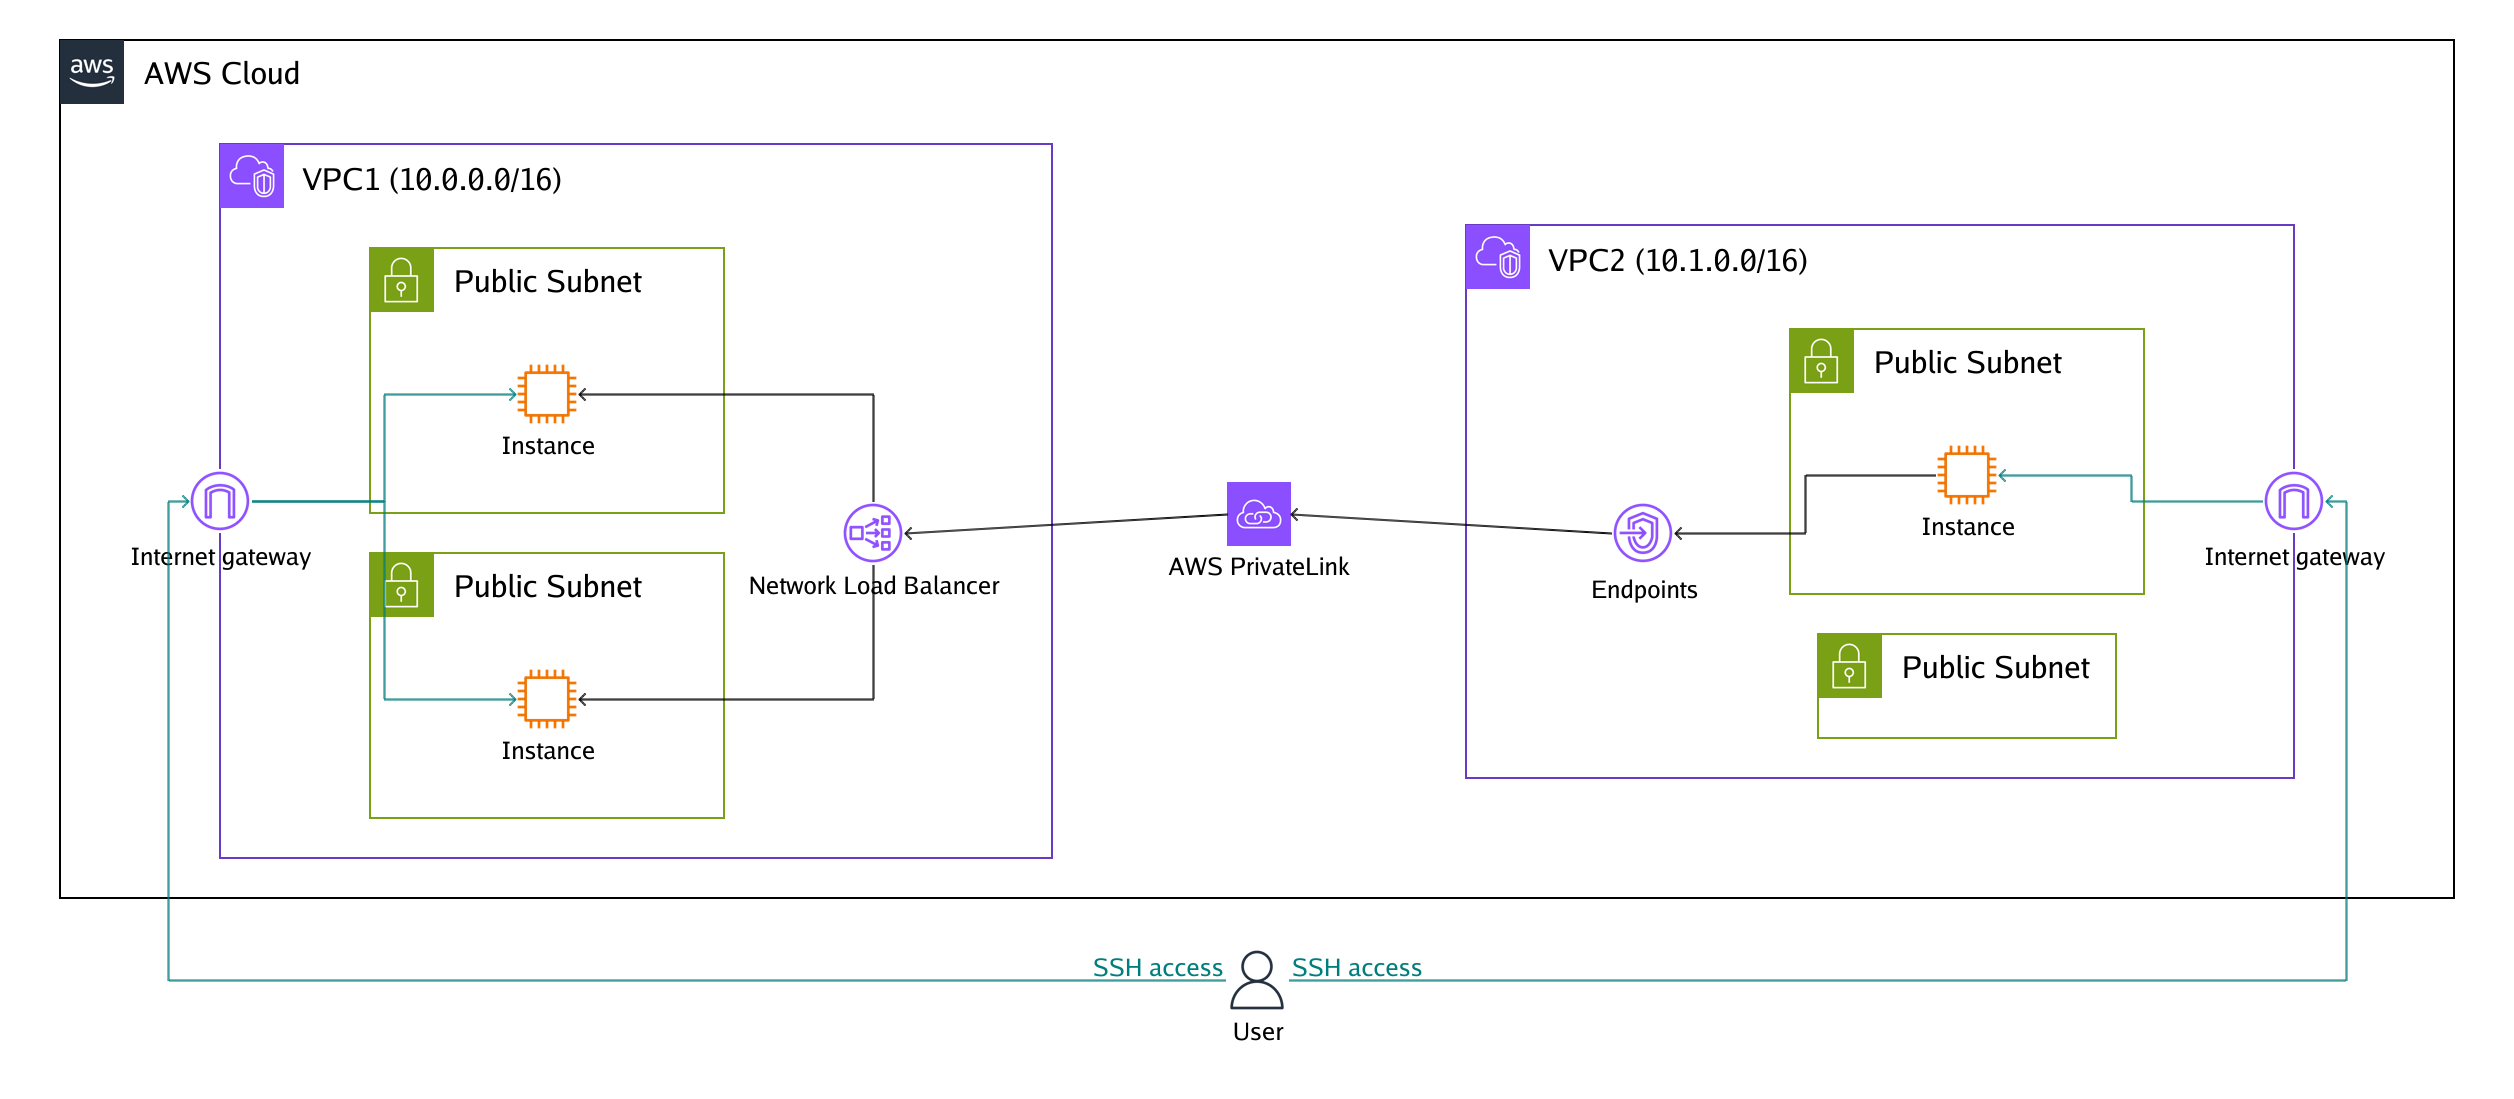 aws
AWS Cloud
VPC1 (10.0.0.0/16)
Public Subnet
Instance
Internet gateway
Public Subnet
Instance
Network Load Balancer
AWS PrivateLink
VPC2 (10.1.0.0/16)
Public Subnet
Instance
Endpoints
Internet gateway
Public Subnet
SSH access
SSH access
User